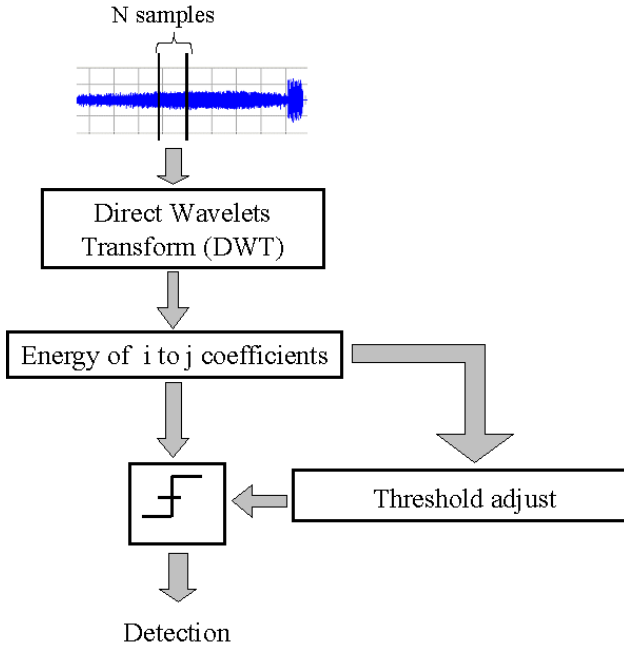 N samples
Direct Wavelets
Transform (DWT)
Energy of i to j coefficients
Threshold adjust
Detection